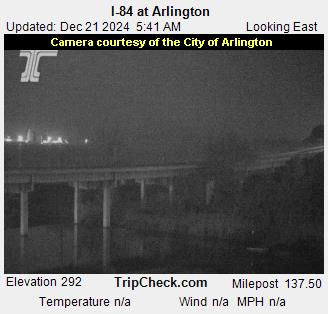 I-84 at Arlington
Updated: Dec 21 2024 5:41 AM Looking East
Camera courtesy of the City of Arlington
Elevation 292 TripCheck.com Milepost 137.50
Temperature n/a Wind n/a MPH n/a